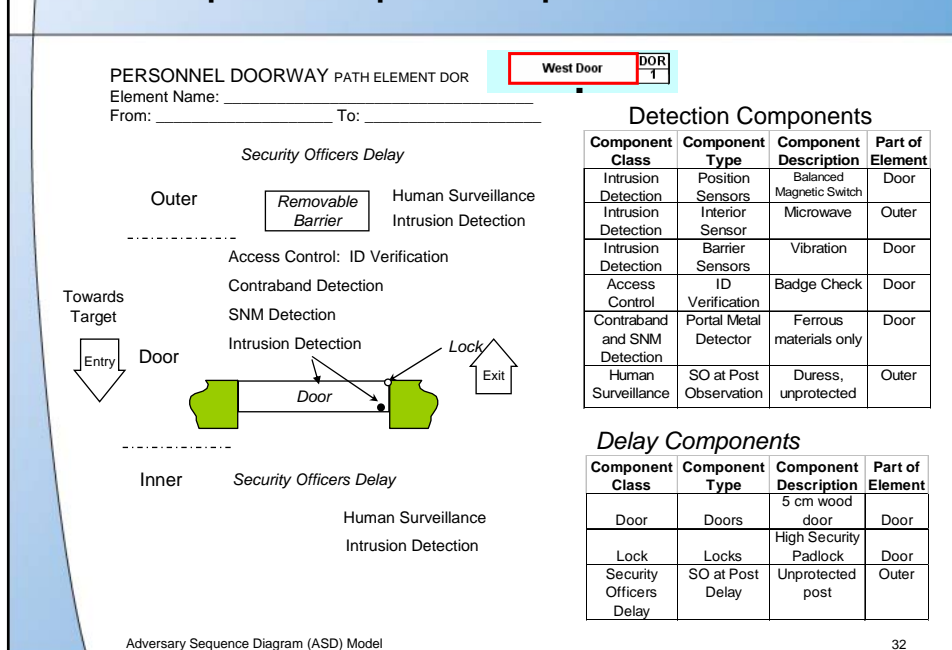 West Door
DOR
1
PERSONNEL DOORWAY PATH ELEMENT DOR
Element Name: ___________________________________
From: ____________________ To: ____________________
Security Officers Delay
Outer
Removable
Barrier
Human Surveillance
Intrusion Detection
Access Control: ID Verification
Contraband Detection
SNM Detection
Intrusion Detection
Lock
Towards
Target
Entry
Door
Door
Exit
Inner
Security Officers Delay
Human Surveillance
Intrusion Detection
Detection Components
Component Class Component Type Component Description Part of Element
Intrusion Detection Position Sensors Balanced Magnetic Switch Door
Intrusion Detection Interior Sensor Microwave Outer
Intrusion Detection Barrier Sensors Vibration Door
Access Control ID Verification Badge Check Door
Contraband and SNM Detection Portal Metal Detector Ferrous materials only Door
Human Surveillance SO at Post Observation Duress, unprotected Outer
Delay Components
Component Class Component Type Component Description Part of Element
Door Doors 5 cm wood door Door
Lock Locks High Security Padlock Door
Security Officers Delay SO at Post Delay Unprotected post Outer
Adversary Sequence Diagram (ASD) Model
32